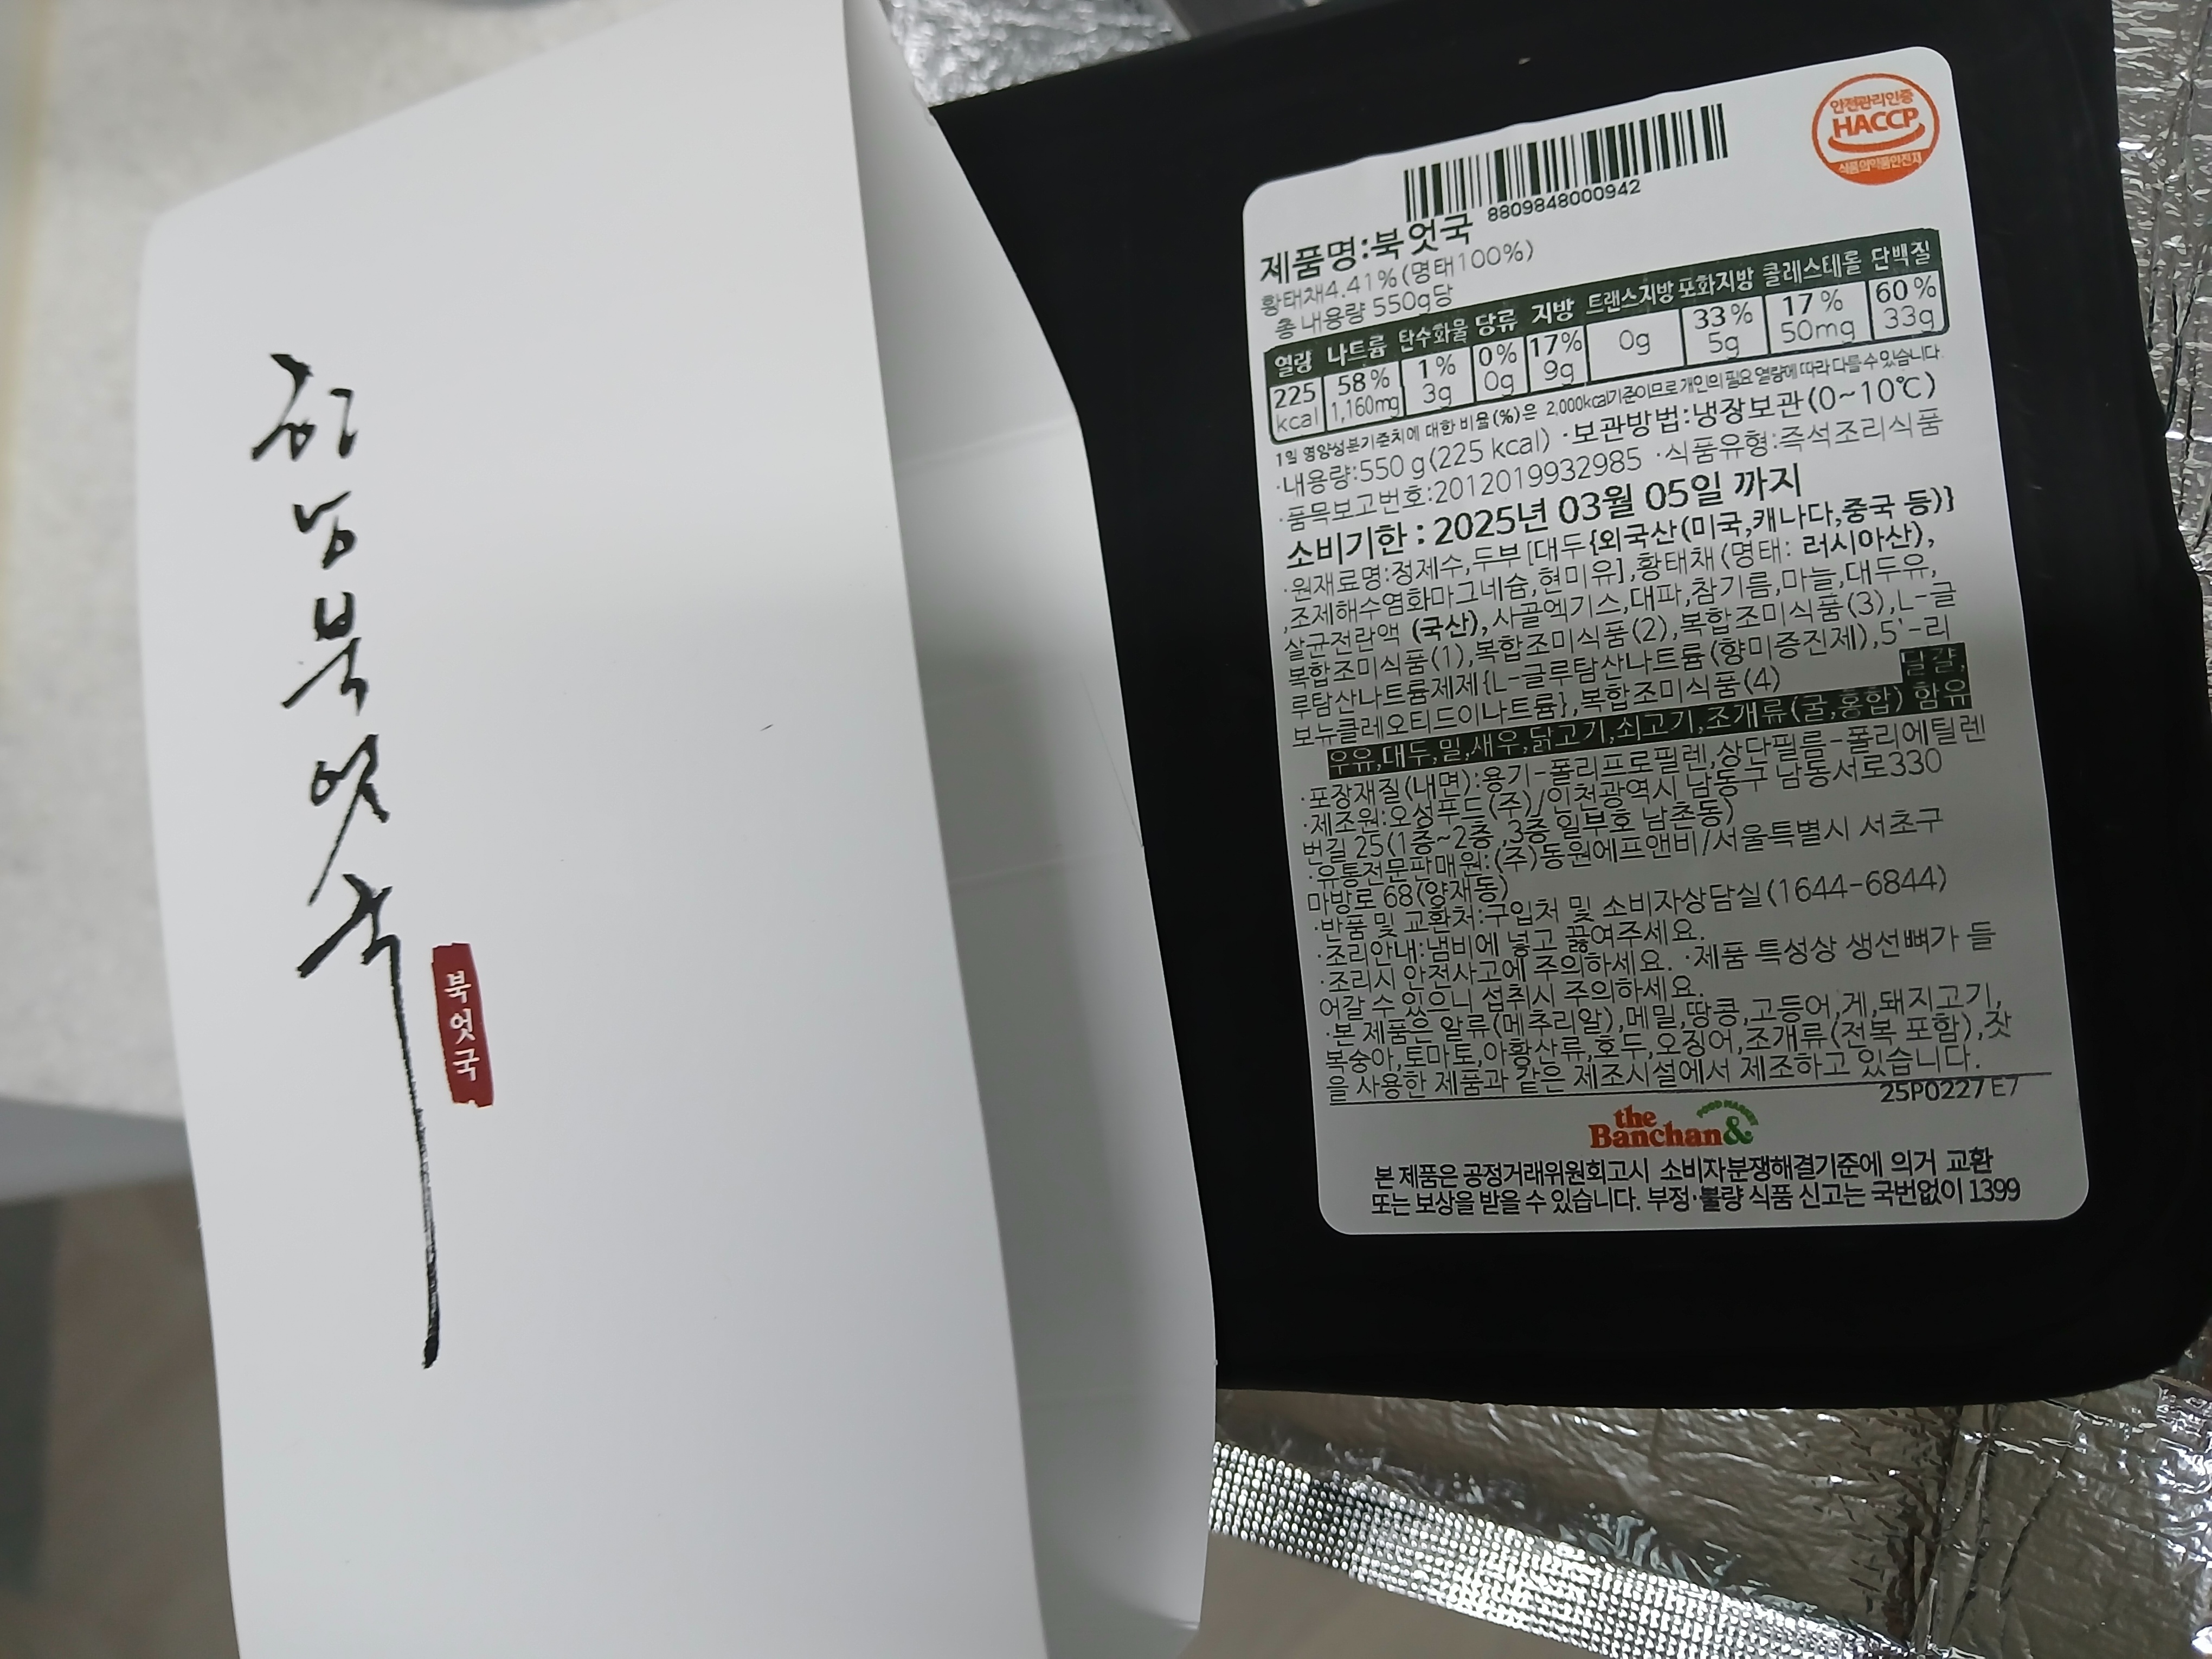 청담북엇국
북엇국
안전관리인증
HACCP
식품의약품안전처
8809848000942
제품명:북엇국
황태채4.41%(명태100%)
총 내용량 550g당
열량 나트륨 탄수화물 당류 지방 트랜스지방 포화지방 콜레스테롤 단백질
225 kcal 58% 1,160mg 1% 3g 0% 0g 17% 9g 0g 33% 5g 17% 50mg 60% 33g
1일 영양성분기준치에 대한 비율(%)은 2,000kcal기준이므로 개인의 필요 열량에 따라 다를 수 있습니다.
·내용량:550 g(225 kcal) ·보관방법:냉장보관(0~10℃)
·품목보고번호:2012019932985 ·식품유형:즉석조리식품
소비기한 : 2025년 03월 05일 까지
·원재료명:정제수,두부[대두{외국산(미국,캐나다,중국 등)}
,조제해수염화마그네슘,현미유],황태채(명태: 러시아산),
살균전란액 (국산),사골엑기스,대파,참기름,마늘,대두유,
복합조미식품(1),복합조미식품(2),복합조미식품(3),L-글
루탐산나트륨제제{L-글루탐산나트륨(향미증진제),5'-리
보뉴클레오티드이나트륨},복합조미식품(4) 달걀,
우유,대두,밀,새우,닭고기,쇠고기,조개류(굴,홍합) 함유
·포장재질(내면):용기-폴리프로필렌,상단필름-폴리에틸렌
·제조원:오성푸드(주)/인천광역시 남동구 남동서로330
번길 25(1층~2층 ,3층 일부호 남촌동)
·유통전문판매원:(주)동원에프앤비/서울특별시 서초구
마방로 68(양재동)
·반품 및 교환처:구입처 및 소비자상담실(1644-6844)
·조리안내:냄비에 넣고 끓여주세요.
·조리시 안전사고에 주의하세요. ·제품 특성상 생선뼈가 들
어갈 수 있으니 섭취시 주의하세요.
·본 제품은 알류(메추리알),메밀,땅콩,고등어,게,돼지고기,
복숭아,토마토,아황산류,호두,오징어,조개류(전복 포함),잣
을 사용한 제품과 같은 제조시설에서 제조하고 있습니다.
25P0227 E7
the
Banchan&
FOOD MARKET
본 제품은 공정거래위원회고시 소비자분쟁해결기준에 의거 교환
또는 보상을 받을 수 있습니다. 부정·불량 식품 신고는 국번없이 1399